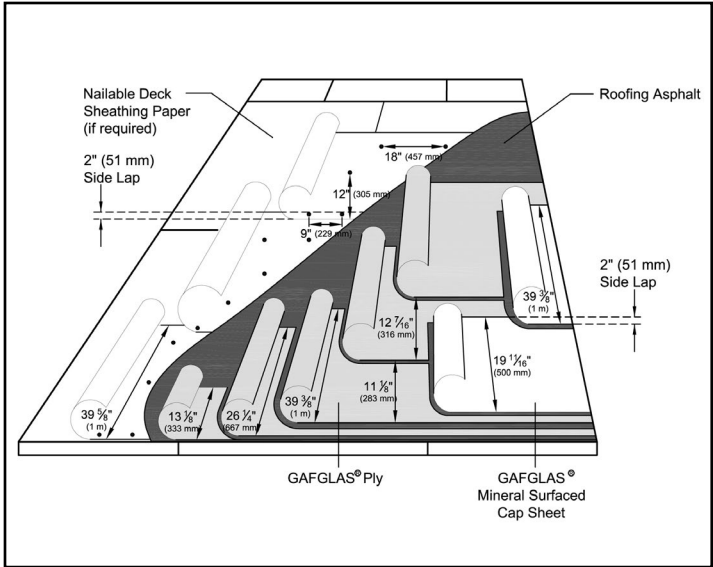 Nailable Deck
Sheathing Paper
(if required)
Roofing Asphalt
2" (51 mm)
Side Lap
18" (457 mm)
12" (305 mm)
9" (229 mm)
2" (51 mm)
Side Lap
39 3/8"
(1 m)
12 7/16"
(316 mm)
19 11/16"
(500 mm)
11 1/8"
(283 mm)
39 5/8"
(1 m)
13 1/8"
(333 mm)
26 1/4"
(667 mm)
39 3/8"
(1 m)
GAFGLAS® Ply
GAFGLAS®
Mineral Surfaced
Cap Sheet